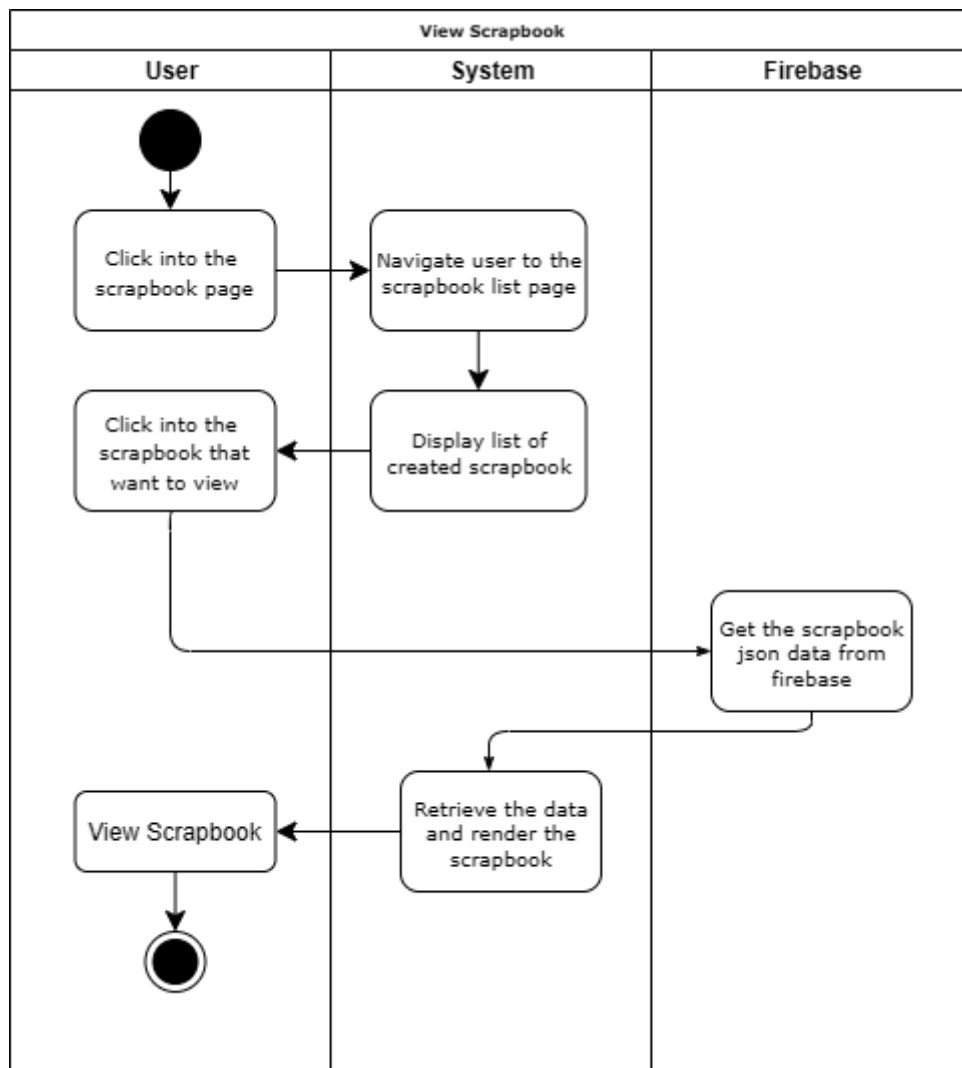 View Scrapbook
User
System
Firebase
Click into the
scrapbook page
Navigate user to the
scrapbook list page
Click into the
scrapbook that
want to view
Display list of
created scrapbook
Get the scrapbook
json data from
firebase
View Scrapbook
Retrieve the data
and render the
scrapbook